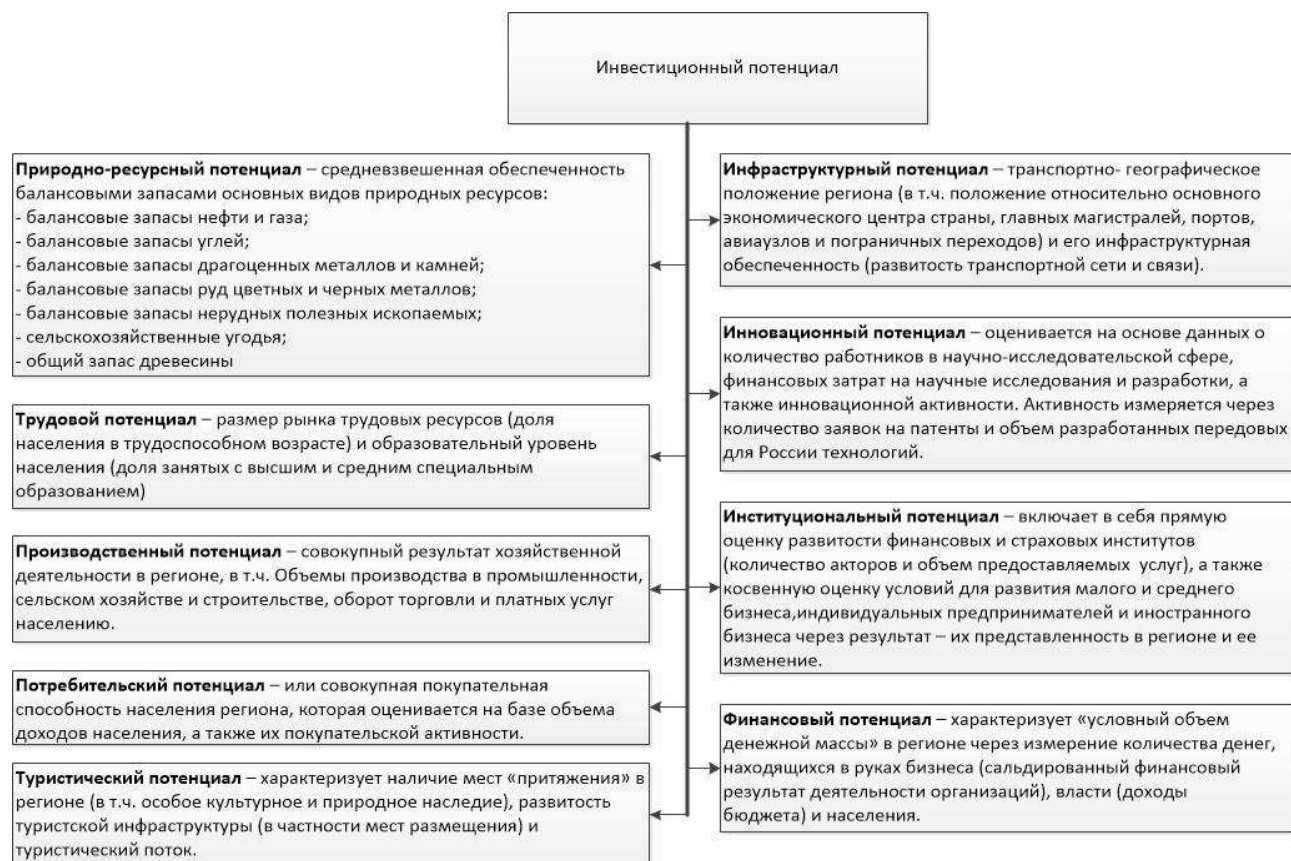 Инвестиционный потенциал
Природно-ресурсный потенциал – средневзвешенная обеспеченность
балансовыми запасами основных видов природных ресурсов:
- балансовые запасы нефти и газа;
- балансовые запасы углей;
- балансовые запасы драгоценных металлов и камней;
- балансовые запасы руд цветных и черных металлов;
- балансовые запасы нерудных полезных ископаемых;
- сельскохозяйственные угодья;
- общий запас древесины
Трудовой потенциал – размер рынка трудовых ресурсов (доля
населения в трудоспособном возрасте) и образовательный уровень
населения (доля занятых с высшим и средним специальным
образованием)
Производственный потенциал – совокупный результат хозяйственной
деятельности в регионе, в т.ч. Объемы производства в промышленности,
сельском хозяйстве и строительстве, оборот торговли и платных услуг
населению.
Потребительский потенциал – или совокупная покупательная
способность населения региона, которая оценивается на базе объема
доходов населения, а также их покупательской активности.
Туристический потенциал – характеризует наличие мест «притяжения» в
регионе (в т.ч. особое культурное и природное наследие), развитость
туристской инфраструктуры (в частности мест размещения) и
туристический поток.
Инфраструктурный потенциал – транспортно- географическое
положение региона (в т.ч. положение относительно основного
экономического центра страны, главных магистралей, портов,
авиаузлов и пограничных переходов) и его инфраструктурная
обеспеченность (развитость транспортной сети и связи).
Инновационный потенциал – оценивается на основе данных о
количество работников в научно-исследовательской сфере,
финансовых затрат на научные исследования и разработки, а
также инновационной активности. Активность измеряется через
количество заявок на патенты и объем разработанных передовых
для России технологий.
Институциональный потенциал – включает в себя прямую
оценку развитости финансовых и страховых институтов
(количество акторов и объем предоставляемых услуг), а также
косвенную оценку условий для развития малого и среднего
бизнеса,индивидуальных предпринимателей и иностранного
бизнеса через результат – их представленность в регионе и ее
изменение.
Финансовый потенциал – характеризует «условный объем
денежной массы» в регионе через измерение количества денег,
находящихся в руках бизнеса (сальдированный финансовый
результат деятельности организаций), власти (доходы
бюджета) и населения.